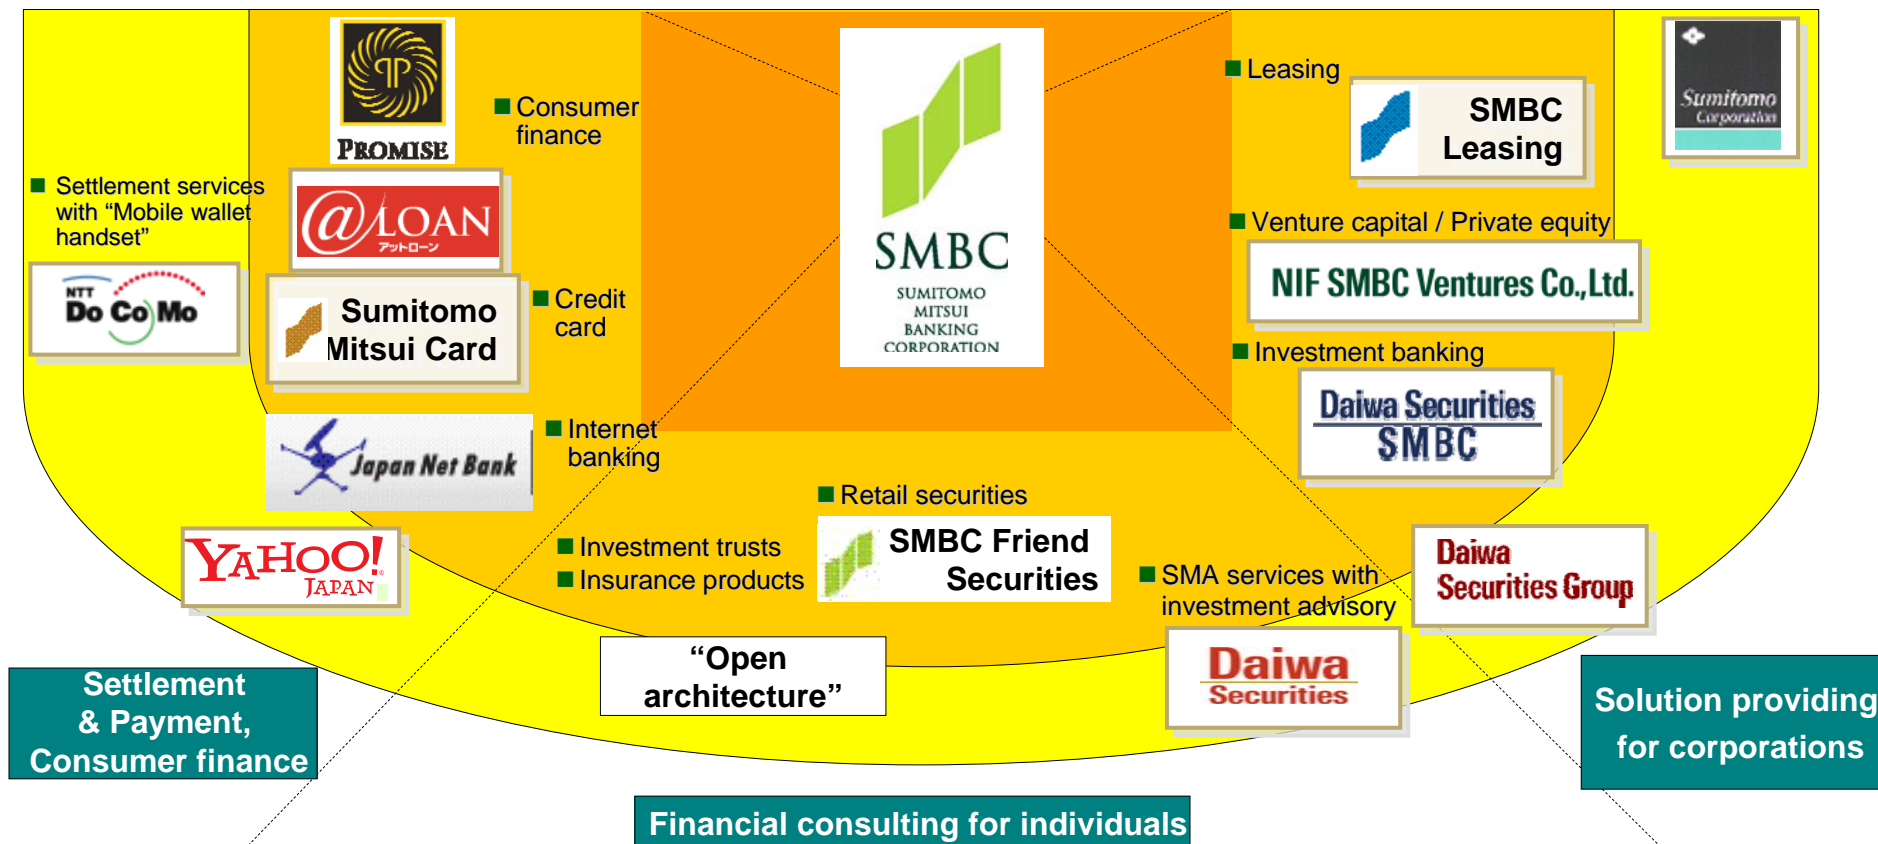 PROMISE
Consumer
finance
Settlement services
with “Mobile wallet
handset”
@LOAN
アットローン
NTT
DoCoMo
Sumitomo
Mitsui Card
Credit
card
Japan Net Bank
Internet
banking
YAHOO!
JAPAN
SMBC
SUMITOMO
MITSUI
BANKING
CORPORATION
Leasing
SMBC
Leasing
Sumitomo
Corporation
Venture capital / Private equity
NIF SMBC Ventures Co.,Ltd.
Investment banking
Daiwa Securities
SMBC
Retail securities
SMBC Friend
Securities
Investment trusts
Insurance products
SMA services with
investment advisory
Daiwa
Securities Group
Daiwa
Securities
“Open
architecture”
Settlement
& Payment,
Consumer finance
Solution providing
for corporations
Financial consulting for individuals